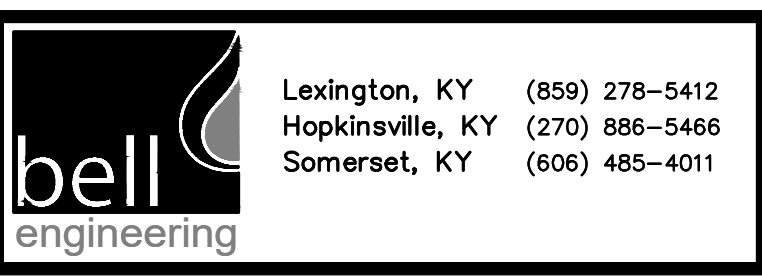 bell
engineering
Lexington, KY (859) 278-5412
Hopkinsville, KY (270) 886-5466
Somerset, KY (606) 485-4011